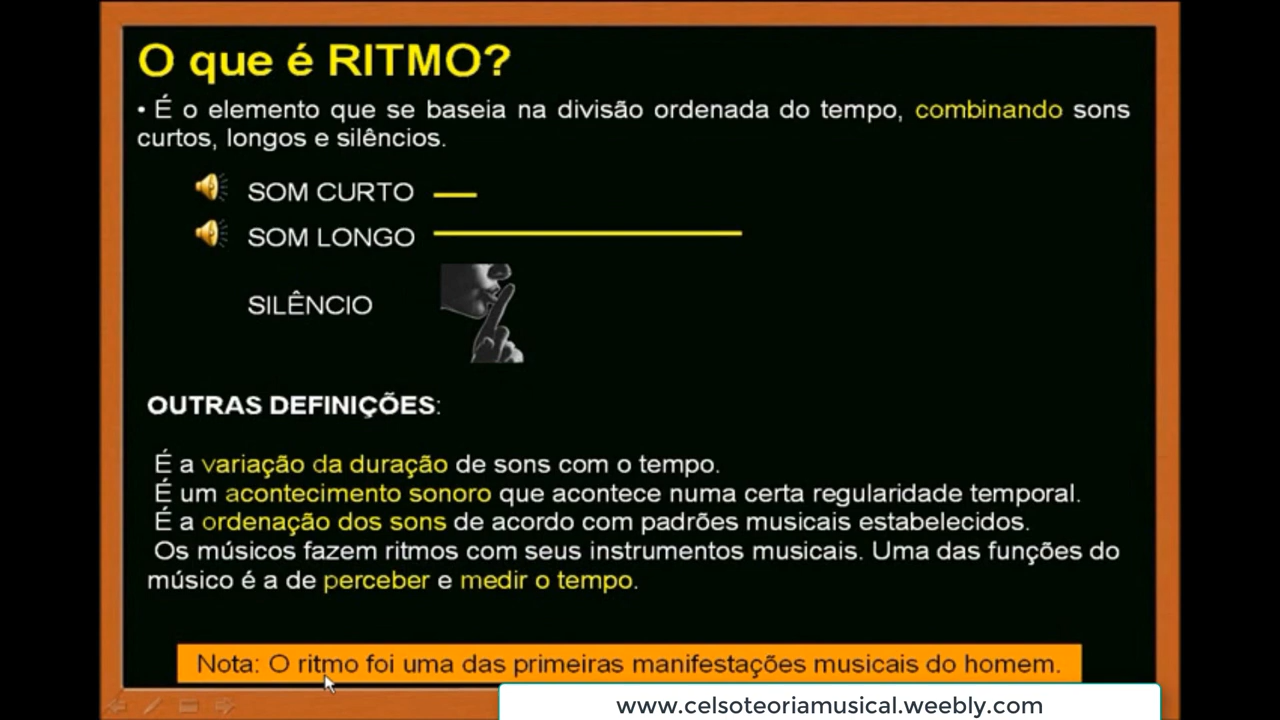 O que é RITMO?
• É o elemento que se baseia na divisão ordenada do tempo, combinando sons
curtos, longos e silêncios.
SOM CURTO
SOM LONGO
SILÊNCIO
OUTRAS DEFINIÇÕES:
É a variação da duração de sons com o tempo.
É um acontecimento sonoro que acontece numa certa regularidade temporal.
É a ordenação dos sons de acordo com padrões musicais estabelecidos.
Os músicos fazem ritmos com seus instrumentos musicais. Uma das funções do
músico é a de perceber e medir o tempo.
Nota: O ritmo foi uma das primeiras manifestações musicais do homem.
www.celsoteoriamusical.weebly.com